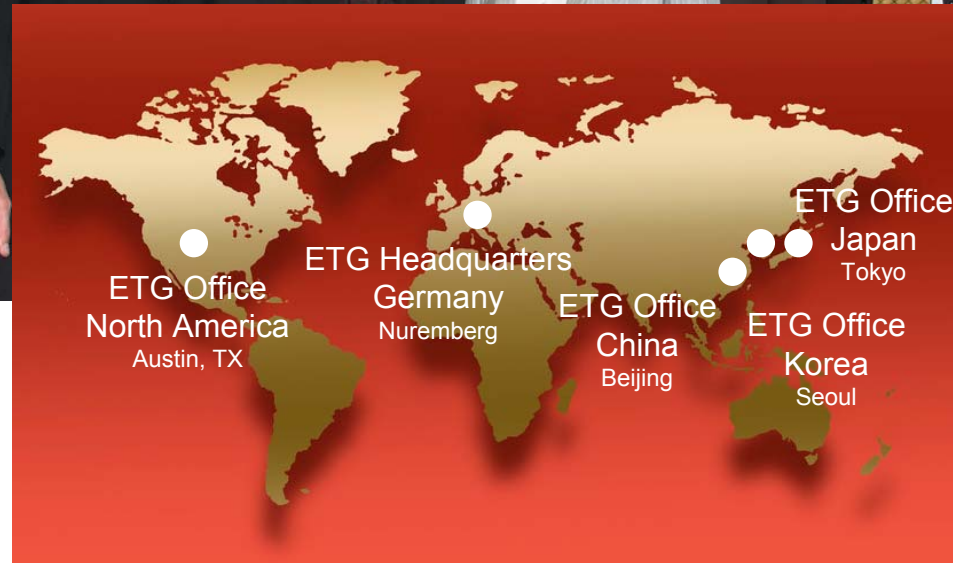 ETG Office
North America
Austin, TX
ETG Headquarters
Germany
Nuremberg
ETG Office
China
Beijing
ETG Office
Japan
Tokyo
ETG Office
Korea
Seoul